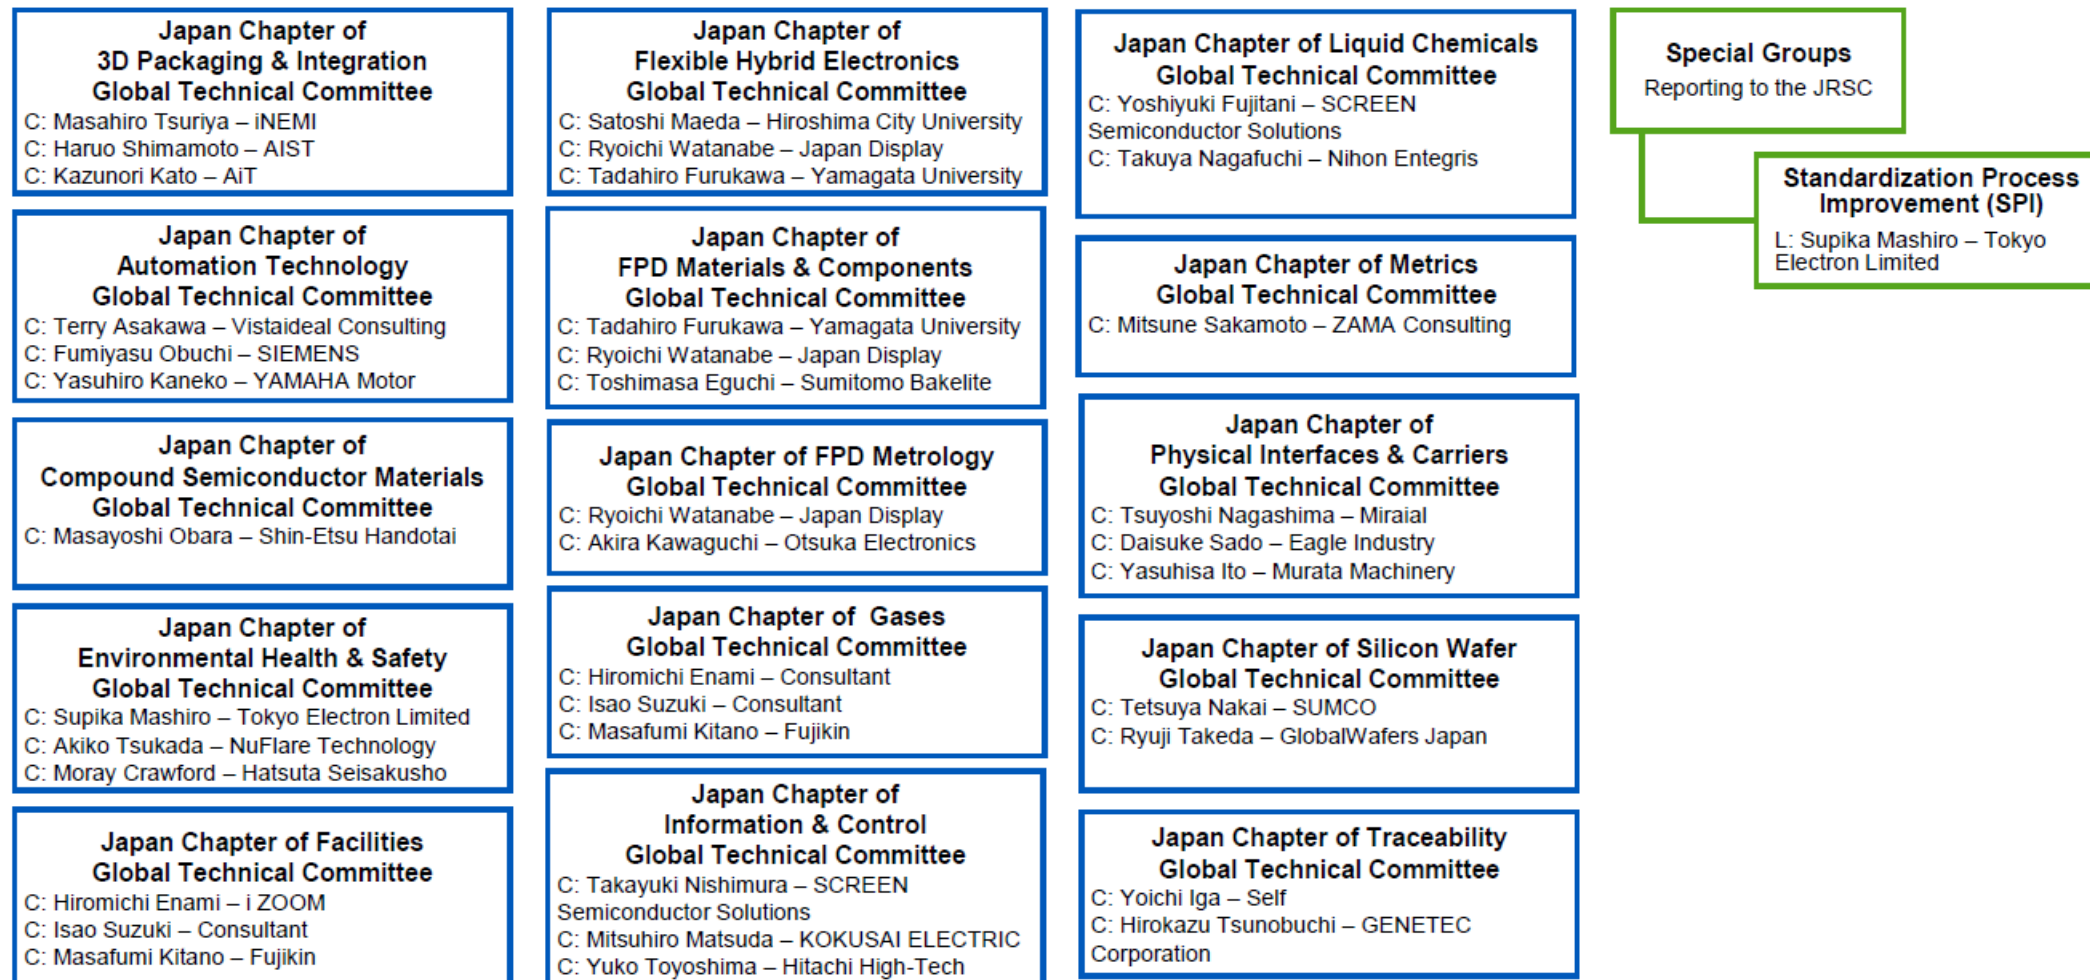 Japan Chapter of
3D Packaging & Integration
Global Technical Committee
C: Masahiro Tsuriya – iNEMI
C: Haruo Shimamoto – AIST
C: Kazunori Kato – AiT
Japan Chapter of
Automation Technology
Global Technical Committee
C: Terry Asakawa – Vistaideal Consulting
C: Fumiyasu Obuchi – SIEMENS
C: Yasuhiro Kaneko – YAMAHA Motor
Japan Chapter of
Compound Semiconductor Materials
Global Technical Committee
C: Masayoshi Obara – Shin-Etsu Handotai
Japan Chapter of
Environmental Health & Safety
Global Technical Committee
C: Supika Mashiro – Tokyo Electron Limited
C: Akiko Tsukada – NuFlare Technology
C: Moray Crawford – Hatsuta Seisakusho
Japan Chapter of Facilities
Global Technical Committee
C: Hiromichi Enami – i ZOOM
C: Isao Suzuki – Consultant
C: Masafumi Kitano – Fujikin
Japan Chapter of
Flexible Hybrid Electronics
Global Technical Committee
C: Satoshi Maeda – Hiroshima City University
C: Ryoichi Watanabe – Japan Display
C: Tadahiro Furukawa – Yamagata University
Japan Chapter of
FPD Materials & Components
Global Technical Committee
C: Tadahiro Furukawa – Yamagata University
C: Ryoichi Watanabe – Japan Display
C: Toshimasa Eguchi – Sumitomo Bakelite
Japan Chapter of FPD Metrology
Global Technical Committee
C: Ryoichi Watanabe – Japan Display
C: Akira Kawaguchi – Otsuka Electronics
Japan Chapter of Gases
Global Technical Committee
C: Hiromichi Enami – Consultant
C: Isao Suzuki – Consultant
C: Masafumi Kitano – Fujikin
Japan Chapter of
Information & Control
Global Technical Committee
C: Takayuki Nishimura – SCREEN
Semiconductor Solutions
C: Mitsuhiro Matsuda – KOKUSAI ELECTRIC
C: Yuko Toyoshima – Hitachi High-Tech
Japan Chapter of Liquid Chemicals
Global Technical Committee
C: Yoshiyuki Fujitani – SCREEN
Semiconductor Solutions
C: Takuya Nagafuchi – Nihon Entegris
Japan Chapter of Metrics
Global Technical Committee
C: Mitsune Sakamoto – ZAMA Consulting
Japan Chapter of
Physical Interfaces & Carriers
Global Technical Committee
C: Tsuyoshi Nagashima – Miraial
C: Daisuke Sado – Eagle Industry
C: Yasuhisa Ito – Murata Machinery
Japan Chapter of Silicon Wafer
Global Technical Committee
C: Tetsuya Nakai – SUMCO
C: Ryuji Takeda – GlobalWafers Japan
Japan Chapter of Traceability
Global Technical Committee
C: Yoichi Iga – Self
C: Hirokazu Tsunobuchi – GENETEC
Corporation
Special Groups
Reporting to the JRSC
Standardization Process
Improvement (SPI)
L: Supika Mashiro – Tokyo
Electron Limited